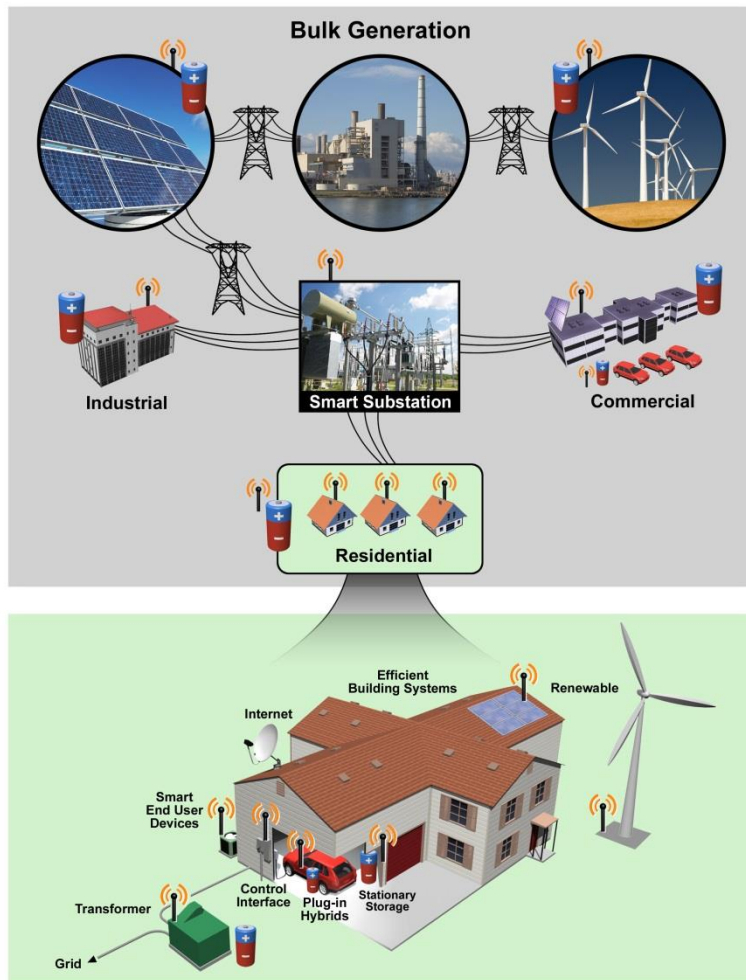 Bulk Generation
Industrial
Smart Substation
Commercial
Residential
Efficient
Building Systems
Renewable
Internet
Smart
End User
Devices
Control
Interface
Plug-in
Hybrids
Stationary
Storage
Transformer
Grid